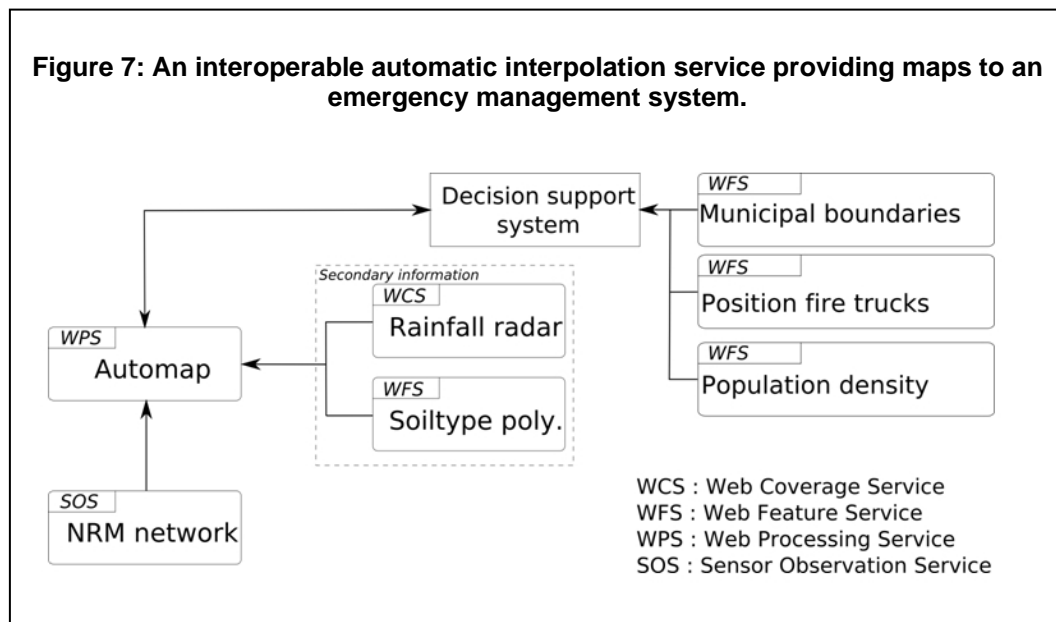 Figure 7: An interoperable automatic interpolation service providing maps to an
emergency management system.
Decision support
system
WFS
Municipal boundaries
WFS
Position fire trucks
WFS
Population density
Secondary information
WCS
Rainfall radar
WFS
Soiltype poly.
WPS
Automap
SOS
NRM network
WCS : Web Coverage Service
WFS : Web Feature Service
WPS : Web Processing Service
SOS : Sensor Observation Service